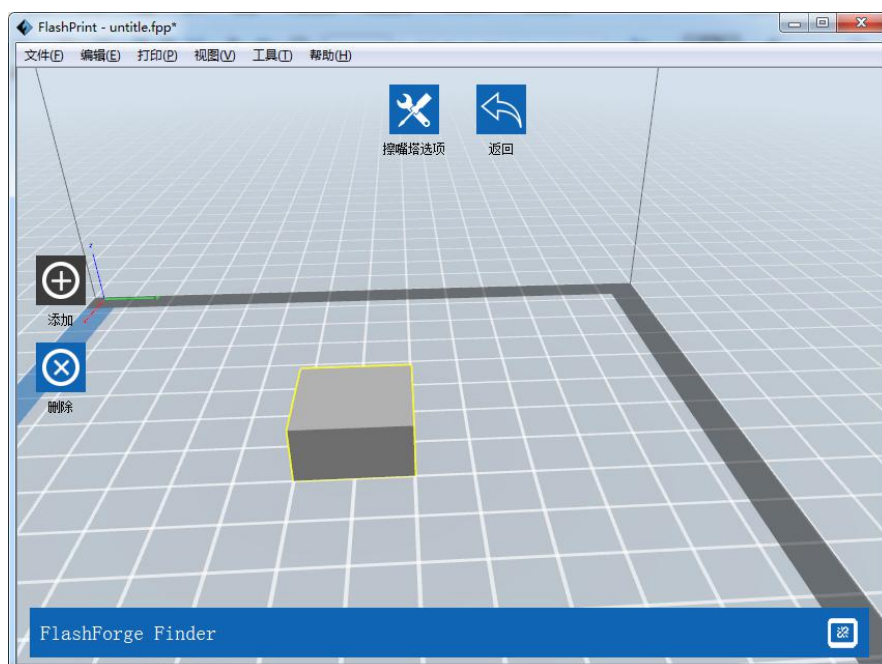 FlashPrint - untitle.fpp*
文件(F) 编辑(E) 打印(P) 视图(V) 工具(T) 帮助(H)
擦嘴塔选项 返回
添加
删除
FlashForge Finder